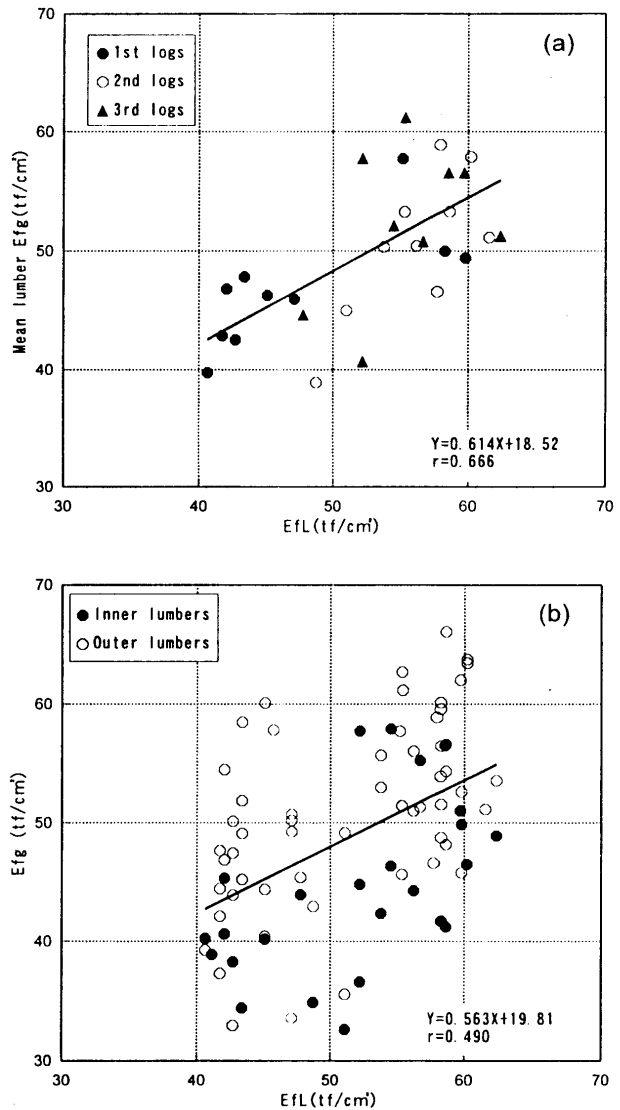 (a)
● 1st logs
○ 2nd logs
▲ 3rd logs
70
60
50
40
30
Mean lumber Efg(tf/cm²)
Y=0.614X+18.52
r=0.666
30
40
50
60
70
EfL(tf/cm²)
(b)
● Inner lumbers
○ Outer lumbers
70
60
50
40
30
Efg (tf/cm²)
Y=0.563X+19.81
r=0.490
30
40
50
60
70
EfL(tf/cm²)